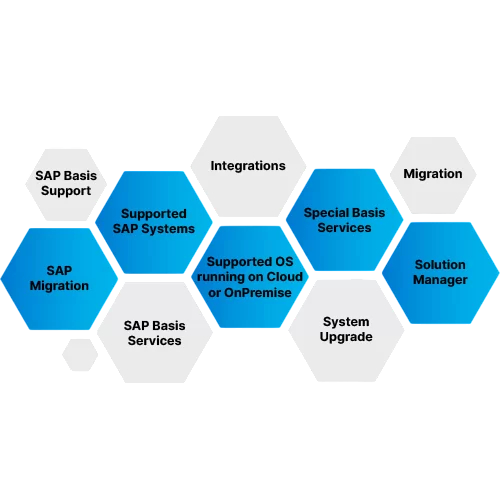 Integrations
SAP Basis
Support
Migration
Supported
SAP Systems
Special Basis
Services
SAP
Migration
Supported OS
running on Cloud
or OnPremise
Solution
Manager
SAP Basis
Services
System
Upgrade